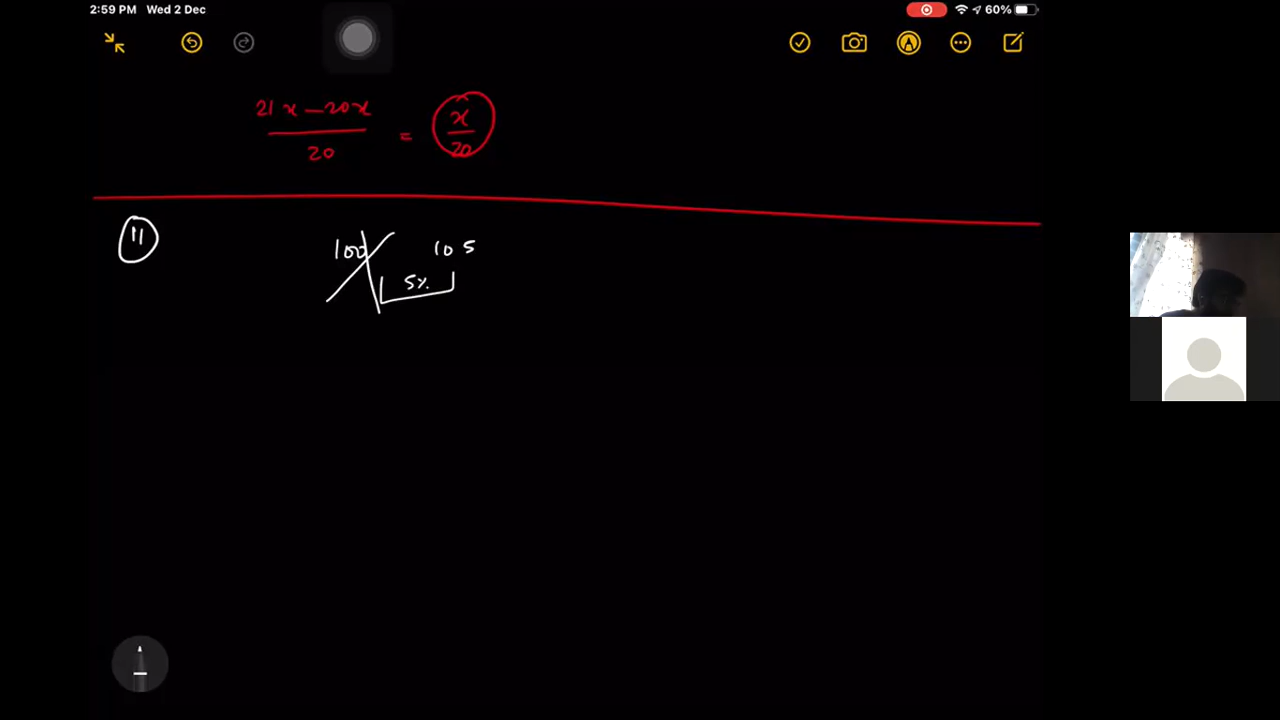 2:59 PM Wed 2 Dec 60%
21x - 20x / 20 = x / 20
11 100 105
5%